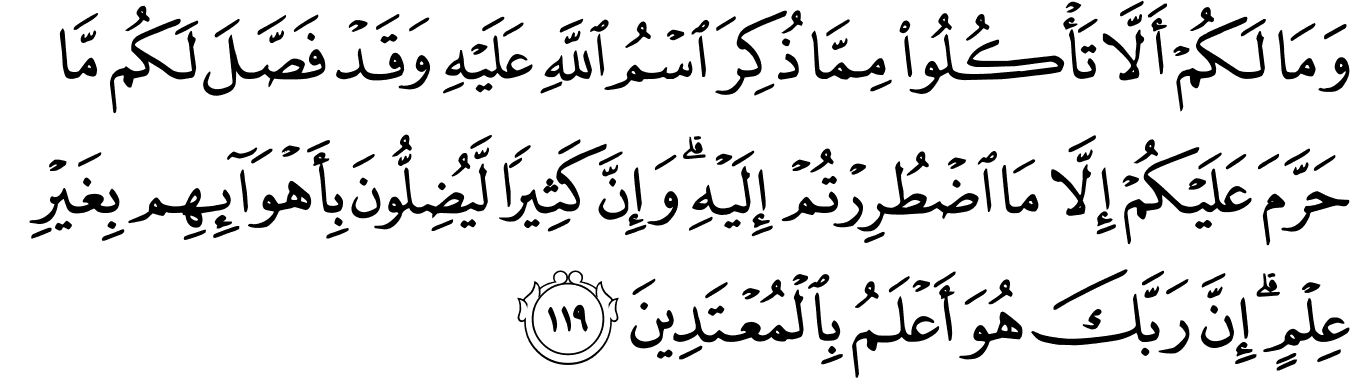 وَمَا لَكُمْ أَلَّا تَأْكُلُوا۟ مِمَّا ذُكِرَ ٱسْمُ ٱللَّهِ عَلَيْهِ وَقَدْ فَصَّلَ لَكُم مَّا
حَرَّمَ عَلَيْكُمْ إِلَّا مَا ٱضْطُرِرْتُمْ إِلَيْهِ ۗ وَإِنَّ كَثِيرًا لَّيُضِلُّونَ بِأَهْوَآئِهِم بِغَيْرِ
عِلْمٍ ۗ إِنَّ رَبَّكَ هُوَ أَعْلَمُ بِٱلْمُعْتَدِينَ ١١٩